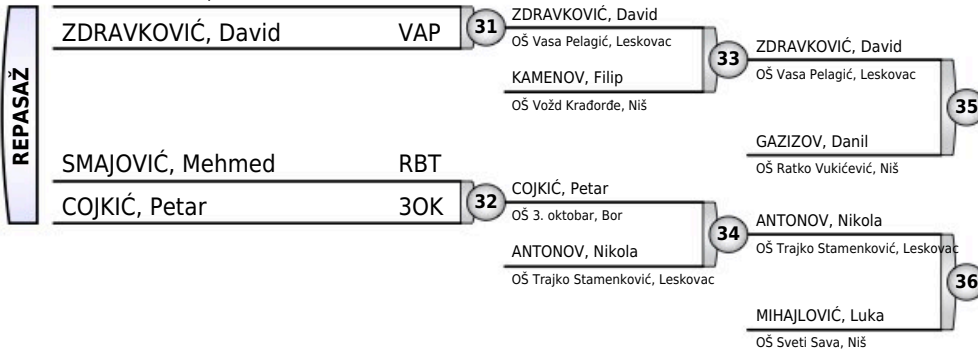 REPASAŽ
ZDRAVKOVIĆ, David VAP
SMAJOVIĆ, Mehmed RBT
COJKIĆ, Petar 3OK
31
32
ZDRAVKOVIĆ, David
OŠ Vasa Pelagić, Leskovac
KAMENOV, Filip
OŠ Vožd Krađorđe, Niš
COJKIĆ, Petar
OŠ 3. oktobar, Bor
ANTONOV, Nikola
OŠ Trajko Stamenković, Leskovac
33
34
ZDRAVKOVIĆ, David
OŠ Vasa Pelagić, Leskovac
GAZIZOV, Danil
OŠ Ratko Vukićević, Niš
ANTONOV, Nikola
OŠ Trajko Stamenković, Leskovac
MIHAJLOVIĆ, Luka
OŠ Sveti Sava, Niš
35
36